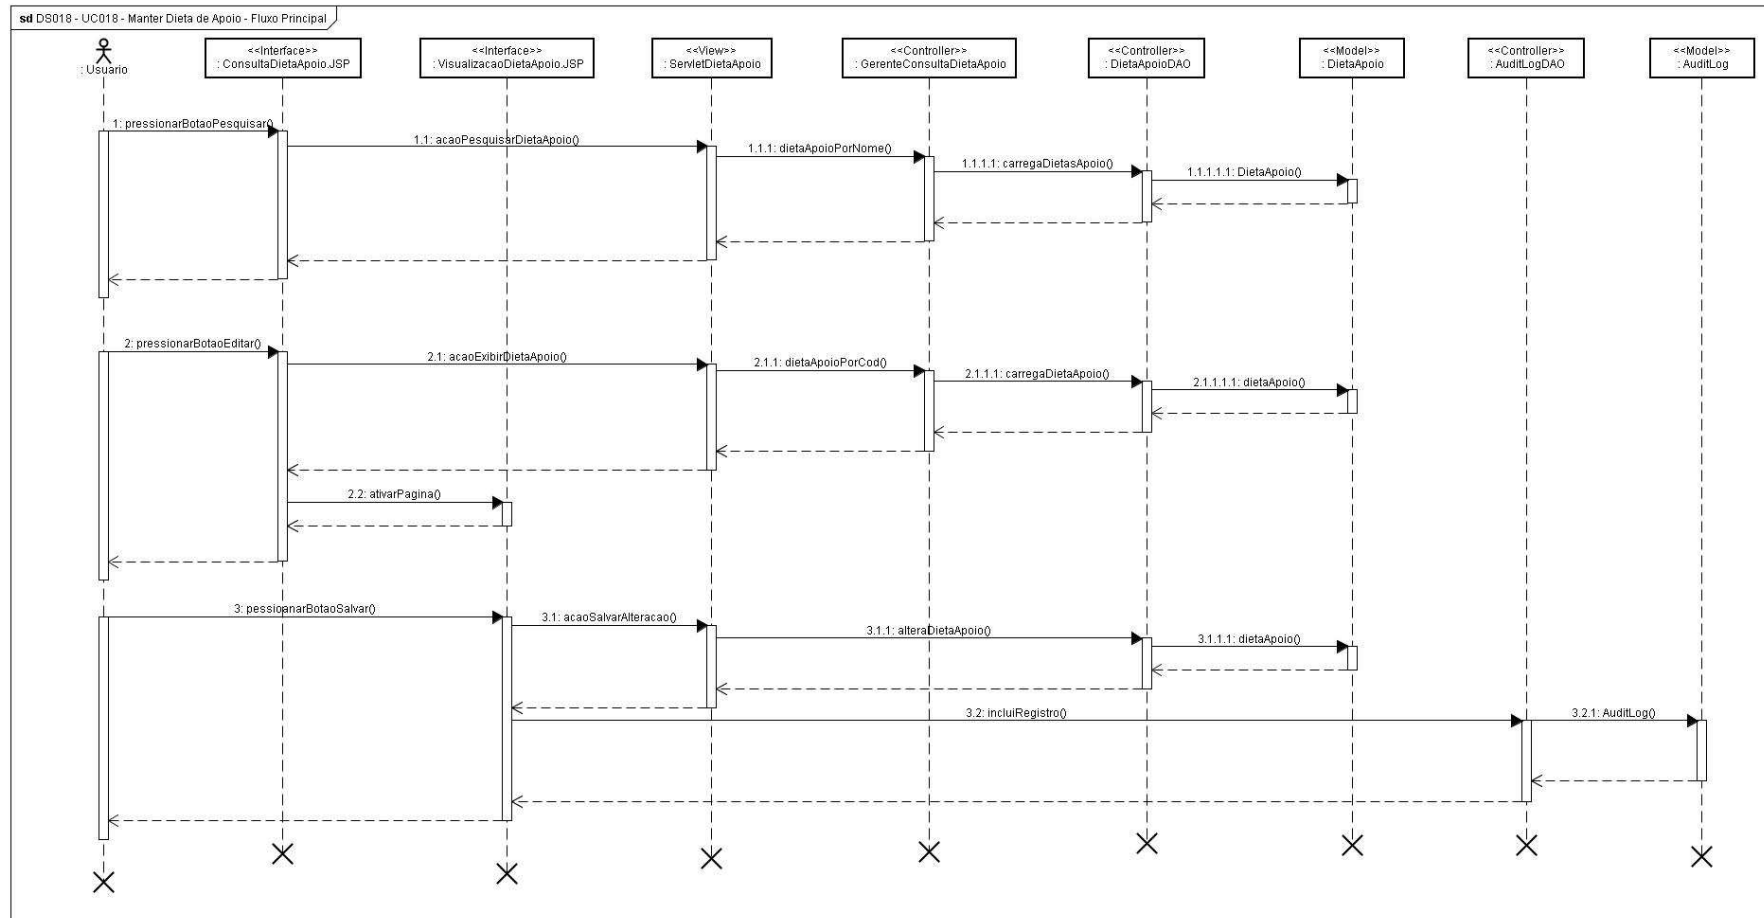 sd DS018 - UC018 - Manter Dieta de Apoio - Fluxo Principal
: Usuario
<<Interface>>
: ConsultaDietaApoio.JSP
<<Interface>>
: VisualizacaoDietaApoio.JSP
<<View>>
: ServletDietaApoio
<<Controller>>
: GerenteConsultaDietaApoio
<<Controller>>
: DietaApoioDAO
<<Model>>
: DietaApoio
<<Controller>>
: AuditLogDAO
<<Model>>
: AuditLog
1: pressionarBotaoPesquisar()
1.1: acaoPesquisarDietaApoio()
1.1.1: dietaApoioPorNome()
1.1.1.1: carregaDietasApoio()
1.1.1.1.1: DietaApoio()
2: pressionarBotaoEditar()
2.1: acaoExibirDietaApoio()
2.1.1: dietaApoioPorCod()
2.1.1.1: carregaDietaApoio()
2.1.1.1.1: dietaApoio()
2.2: ativarPagina()
3: pessionarBotaoSalvar()
3.1: acaoSalvarAlteracao()
3.1.1: alteraDietaApoio()
3.1.1.1: dietaApoio()
3.2: incluiRegistro()
3.2.1: AuditLog()